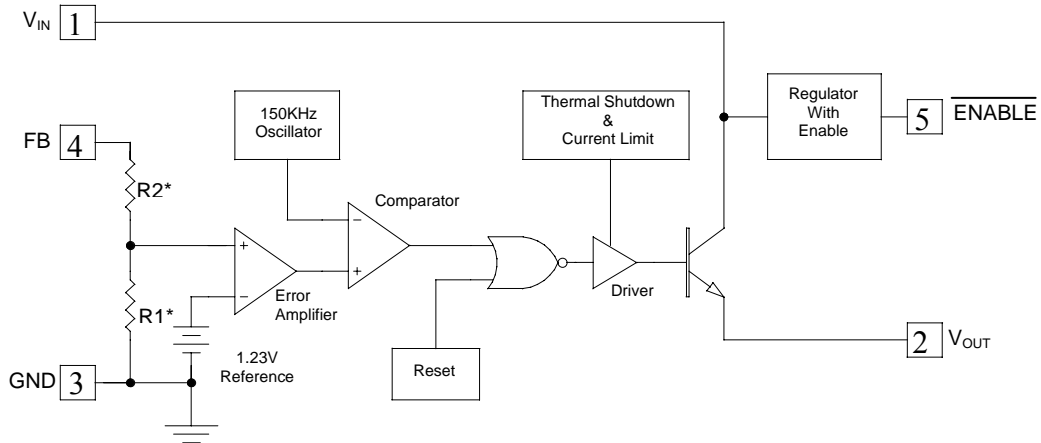 VIN 1
150KHz
Oscillator
Thermal Shutdown
&
Current Limit
Regulator
With
Enable
5 ENABLE
FB 4
R2*
Comparator
−
+
+
−
Error
Amplifier
Driver
R1*
1.23V
Reference
Reset
2 VOUT
GND 3